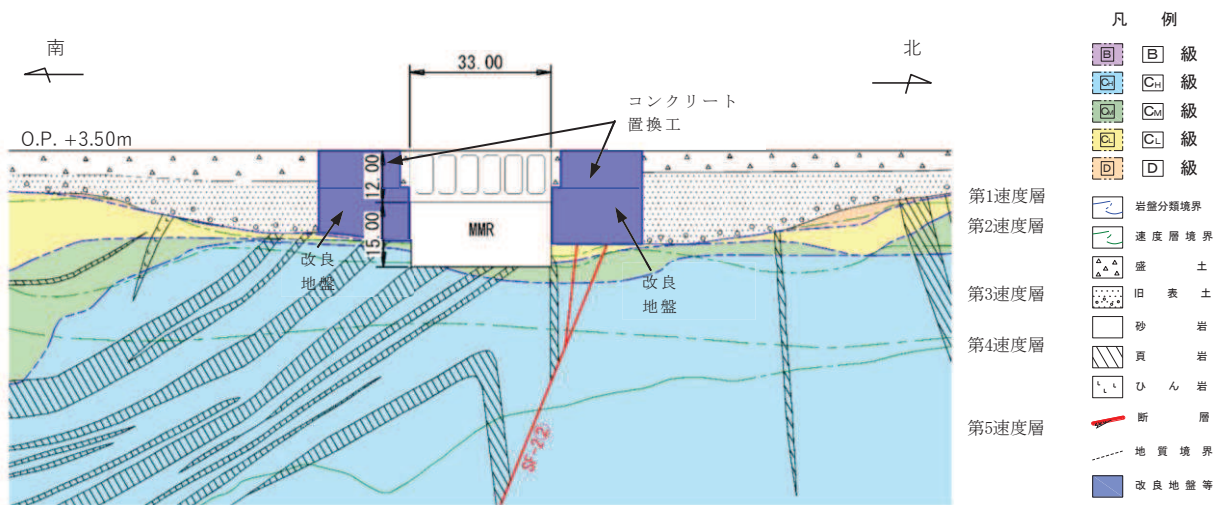 南
北
33.00
コンクリート
置換工
O.P. +3.50m
12.00
15.00
MMR
改良
地盤
改良
地盤
SF-2.2
第1速度層
第2速度層
第3速度層
第4速度層
第5速度層
凡 例
B B 級
CH CH 級
CM CM 級
CL CL 級
D D 級
岩盤分類境界
速度層境界
盛 土
旧 表 土
砂 岩
頁 岩
ひ ん 岩
断 層
地 質 境 界
改 良 地 盤 等